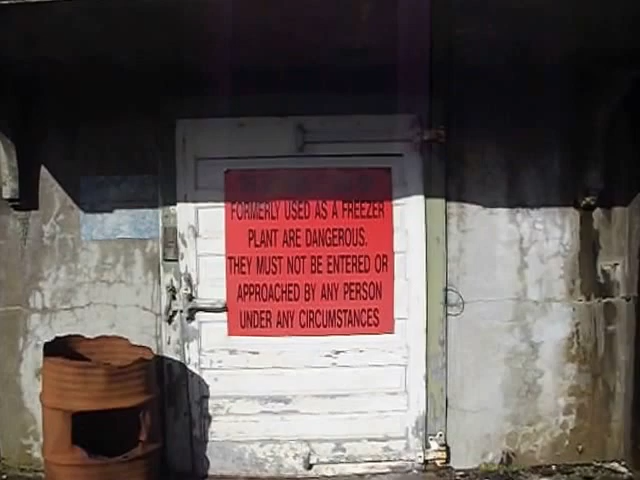 FORMERLY USED AS A FREEZER
PLANT ARE DANGEROUS.
THEY MUST NOT BE ENTERED OR
APPROACHED BY ANY PERSON
UNDER ANY CIRCUMSTANCES